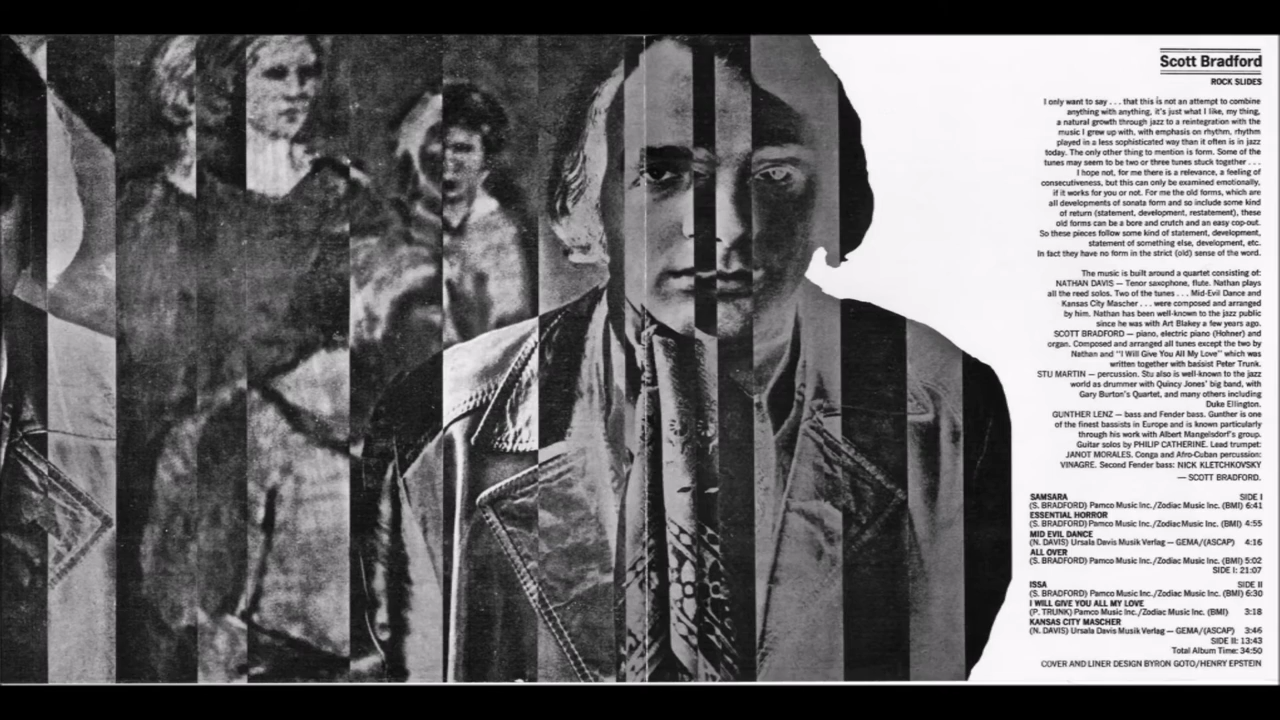 Scott Bradford
ROCK SLIDES
I only want to say . . . that this is not an attempt to combine
anything with anything, it's just what I like, my thing,
a natural growth through jazz to a reintegration with the
music I grew up with, with emphasis on rhythm, rhythm
played in a less sophisticated way than it often is in jazz
today. The only other thing to mention is form. Some of the
tunes may seem to be two or three tunes stuck together . . .
I hope not, for me there is a relevance, a feeling of
consecutiveness, but this can only be examined emotionally,
if it works for you or not. For me the old forms, which are
all developments of sonata form and so include some kind
of return (statement, development, restatement), these
old forms can be a bore and crutch and an easy cop-out.
So these pieces follow some kind of statement, development,
statement of something else, development, etc.
In fact they have no form in the strict (old) sense of the word.
The music is built around a quartet consisting of:
NATHAN DAVIS — Tenor saxophone, flute. Nathan plays
all the reed solos. Two of the tunes . . . Mid-Evil Dance and
Kansas City Mascher . . . were composed and arranged
by him. Nathan has been well-known to the jazz public
since he was with Art Blakey a few years ago.
SCOTT BRADFORD — piano, electric piano (Hohner) and
organ. Composed and arranged all tunes except the two by
Nathan and "I Will Give You All My Love" which was
written together with bassist Peter Trunk.
STU MARTIN — percussion. Stu also is well-known to the jazz
world as drummer with Quincy Jones' big band, with
Gary Burton's Quartet, and many others including
Duke Ellington.
GUNTHER LENZ — bass and Fender bass. Gunther is one
of the finest bassists in Europe and is known particularly
through his work with Albert Mangelsdorf's group.
Guitar solos by PHILIP CATHERINE. Lead trumpet:
JANOT MORALES. Conga and Afro-Cuban percussion:
VINAGRE. Second Fender bass: NICK KLETCHKOVSKY
— SCOTT BRADFORD.
SAMSARA SIDE I
(S. BRADFORD) Pamco Music Inc./Zodiac Music Inc. (BMI) 6:41
ESSENTIAL HORROR
(S. BRADFORD) Pamco Music Inc./Zodiac Music Inc. (BMI) 4:55
MID EVIL DANCE
(N. DAVIS) Ursala Davis Musik Verlag — GEMA/(ASCAP) 4:16
ALL OVER
(S. BRADFORD) Pamco Music Inc./Zodiac Music Inc. (BMI) 5:02
SIDE I: 21:07
ISSA SIDE II
(S. BRADFORD) Pamco Music Inc./Zodiac Music Inc. (BMI) 6:30
I WILL GIVE YOU ALL MY LOVE
(P. TRUNK) Pamco Music Inc./Zodiac Music Inc. (BMI) 3:18
KANSAS CITY MASCHER
(N. DAVIS) Ursala Davis Musik Verlag — GEMA/(ASCAP) 3:46
SIDE II: 13:43
Total Album Time: 34:50
COVER AND LINER DESIGN BYRON GOTO/HENRY EPSTEIN